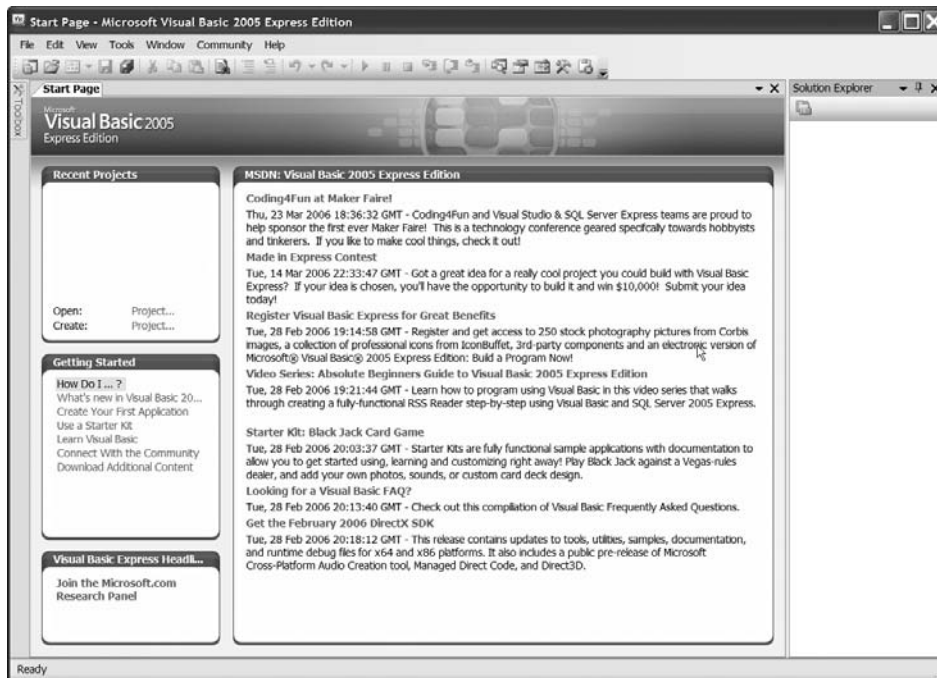 Start Page - Microsoft Visual Basic 2005 Express Edition
File Edit View Tools Window Community Help
Toolbox
Start Page
Solution Explorer
Microsoft
Visual Basic 2005
Express Edition
Recent Projects
Open: Project...
Create: Project...
Getting Started
How Do I ... ?
What's new in Visual Basic 20...
Create Your First Application
Use a Starter Kit
Learn Visual Basic
Connect With the Community
Download Additional Content
Visual Basic Express Headli...
Join the Microsoft.com
Research Panel
MSDN: Visual Basic 2005 Express Edition
Coding4Fun at Maker Faire!
Thu, 23 Mar 2006 18:36:32 GMT - Coding4Fun and Visual Studio & SQL Server Express teams are proud to
help sponsor the first ever Maker Faire! This is a technology conference geared specifcally towards hobbyists
and tinkerers. If you like to make cool things, check it out!
Made in Express Contest
Tue, 14 Mar 2006 22:33:47 GMT - Got a great idea for a really cool project you could build with Visual Basic
Express? If your idea is chosen, you'll have the opportunity to build it and win $10,000! Submit your idea
today!
Register Visual Basic Express for Great Benefits
Tue, 28 Feb 2006 19:14:58 GMT - Register and get access to 250 stock photography pictures from Corbis
images, a collection of professional icons from IconBuffet, 3rd-party components and an electronic version of
Microsoft® Visual Basic® 2005 Express Edition: Build a Program Now!
Video Series: Absolute Beginners Guide to Visual Basic 2005 Express Edition
Tue, 28 Feb 2006 19:21:44 GMT - Learn how to program using Visual Basic in this video series that walks
through creating a fully-functional RSS Reader step-by-step using Visual Basic and SQL Server 2005 Express.
Starter Kit: Black Jack Card Game
Tue, 28 Feb 2006 20:03:37 GMT - Starter Kits are fully functional sample applications with documentation to
allow you to get started using, learning and customizing right away! Play Black Jack against a Vegas-rules
dealer, and add your own photos, sounds, or custom card deck design.
Looking for a Visual Basic FAQ?
Tue, 28 Feb 2006 20:13:40 GMT - Check out this compilation of Visual Basic Frequently Asked Questions.
Get the February 2006 DirectX SDK
Tue, 28 Feb 2006 20:18:12 GMT - This release contains updates to tools, utilities, samples, documentation,
and runtime debug files for x64 and x86 platforms. It also includes a public pre-release of Microsoft
Cross-Platform Audio Creation tool, Managed Direct Code, and Direct3D.
Ready